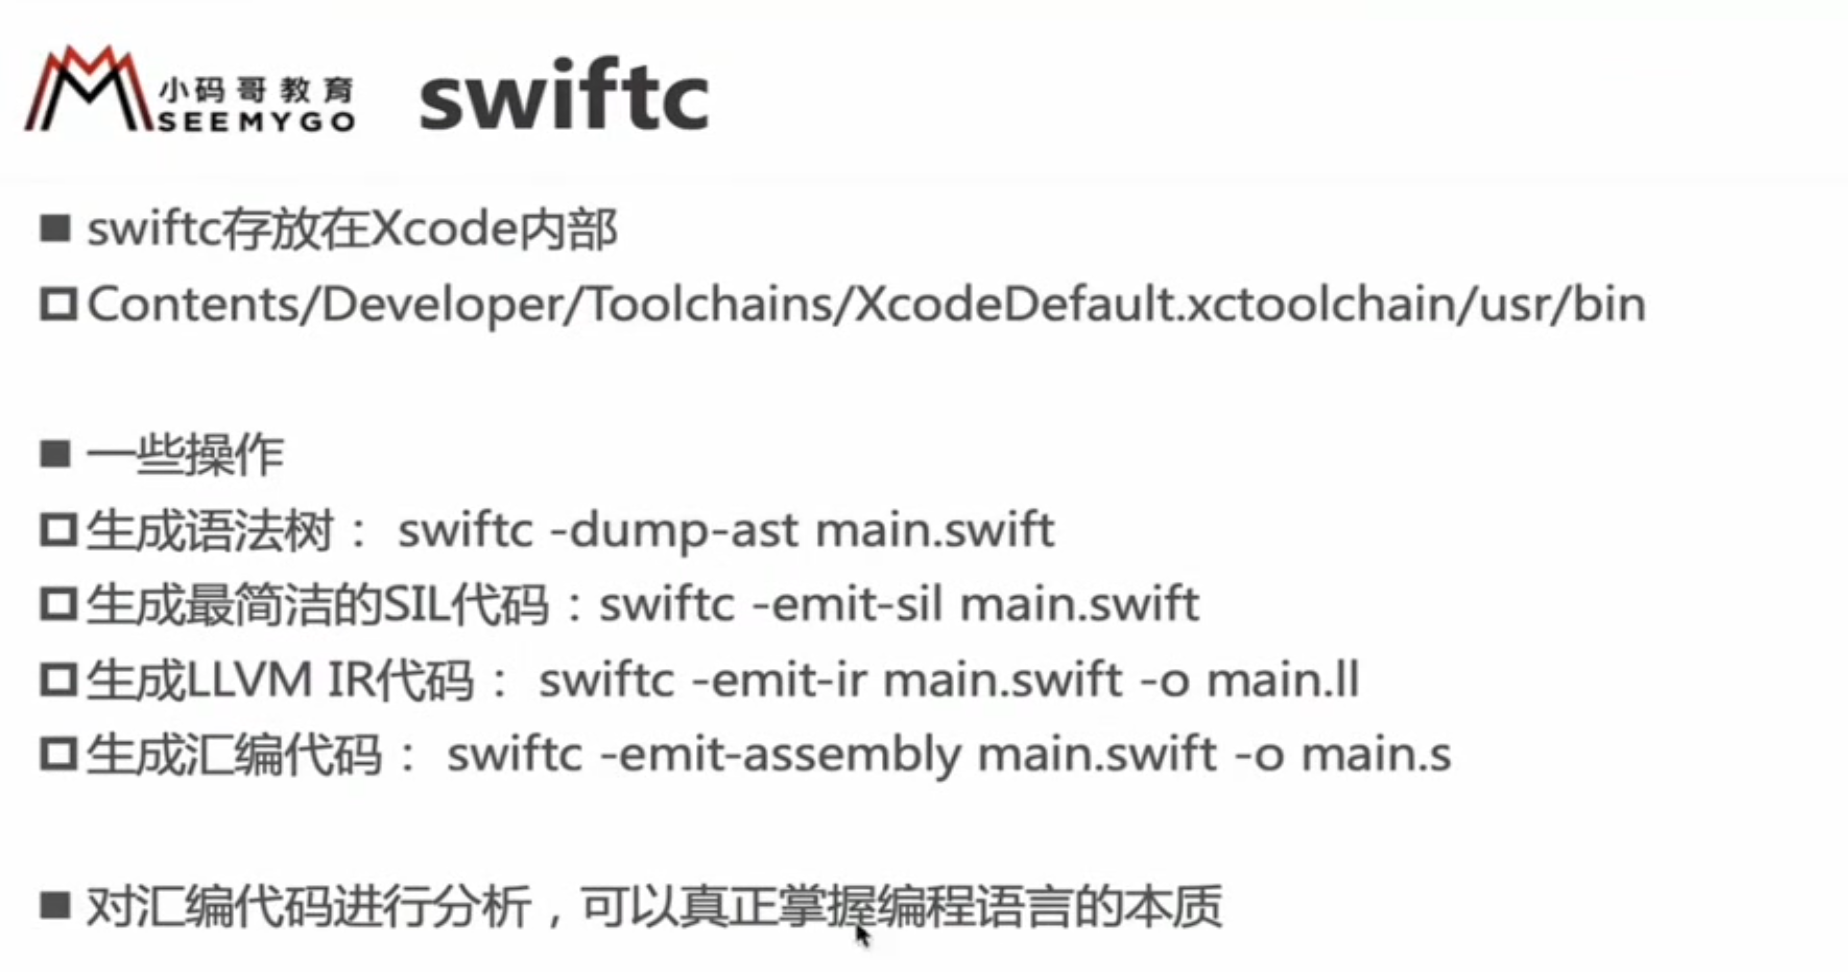 小码哥教育
SEEMYGO
swiftc
swiftc存放在Xcode内部
Contents/Developer/Toolchains/XcodeDefault.xctoolchain/usr/bin
一些操作
生成语法树： swiftc -dump-ast main.swift
生成最简洁的SIL代码：swiftc -emit-sil main.swift
生成LLVM IR代码： swiftc -emit-ir main.swift -o main.ll
生成汇编代码： swiftc -emit-assembly main.swift -o main.s
对汇编代码进行分析，可以真正掌握编程语言的本质